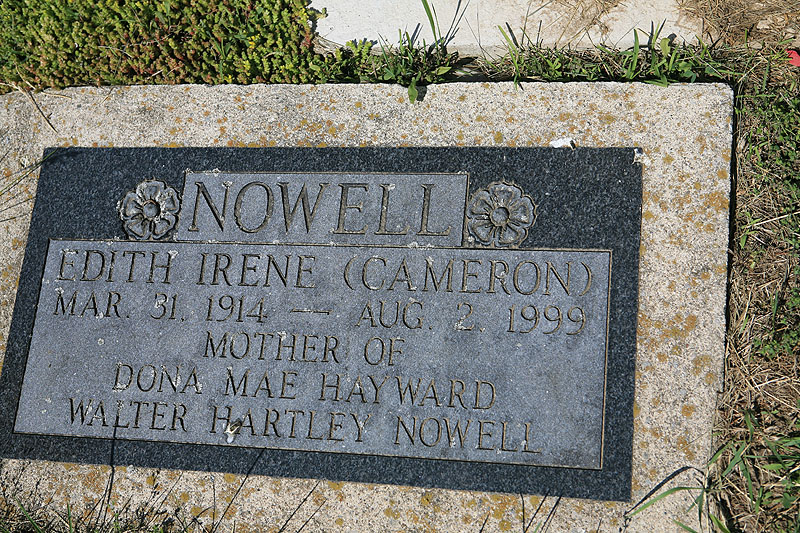 NOWELL
EDITH IRENE (CAMERON)
MAR. 31, 1914 — AUG. 2, 1999
MOTHER OF
DONA MAE HAYWARD
WALTER HARTLEY NOWELL